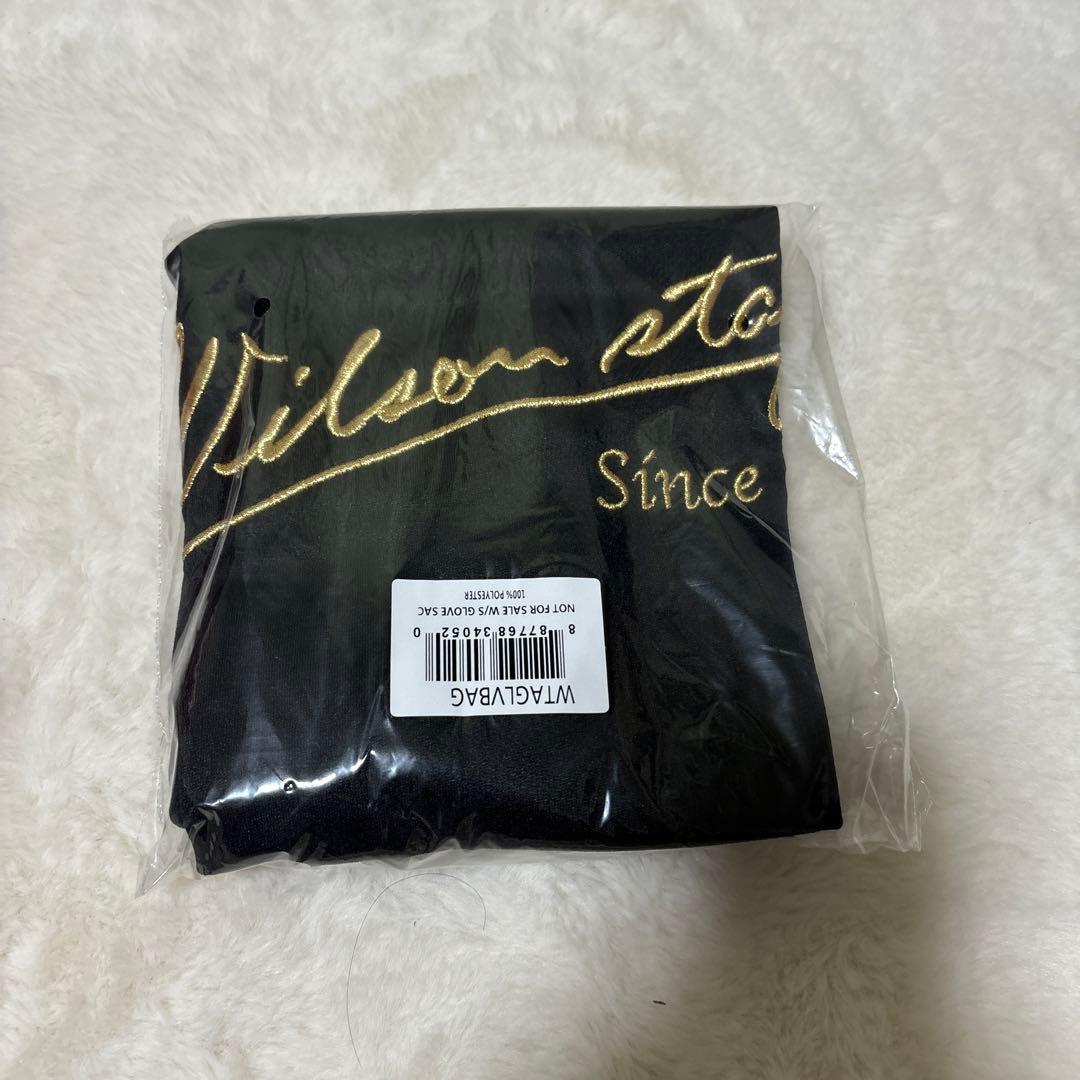 Wilson sta
Since
WTAGLVBAG
8 87768 34052 0
NOT FOR SALE W/S GLOVE SAC
100% POLYESTER